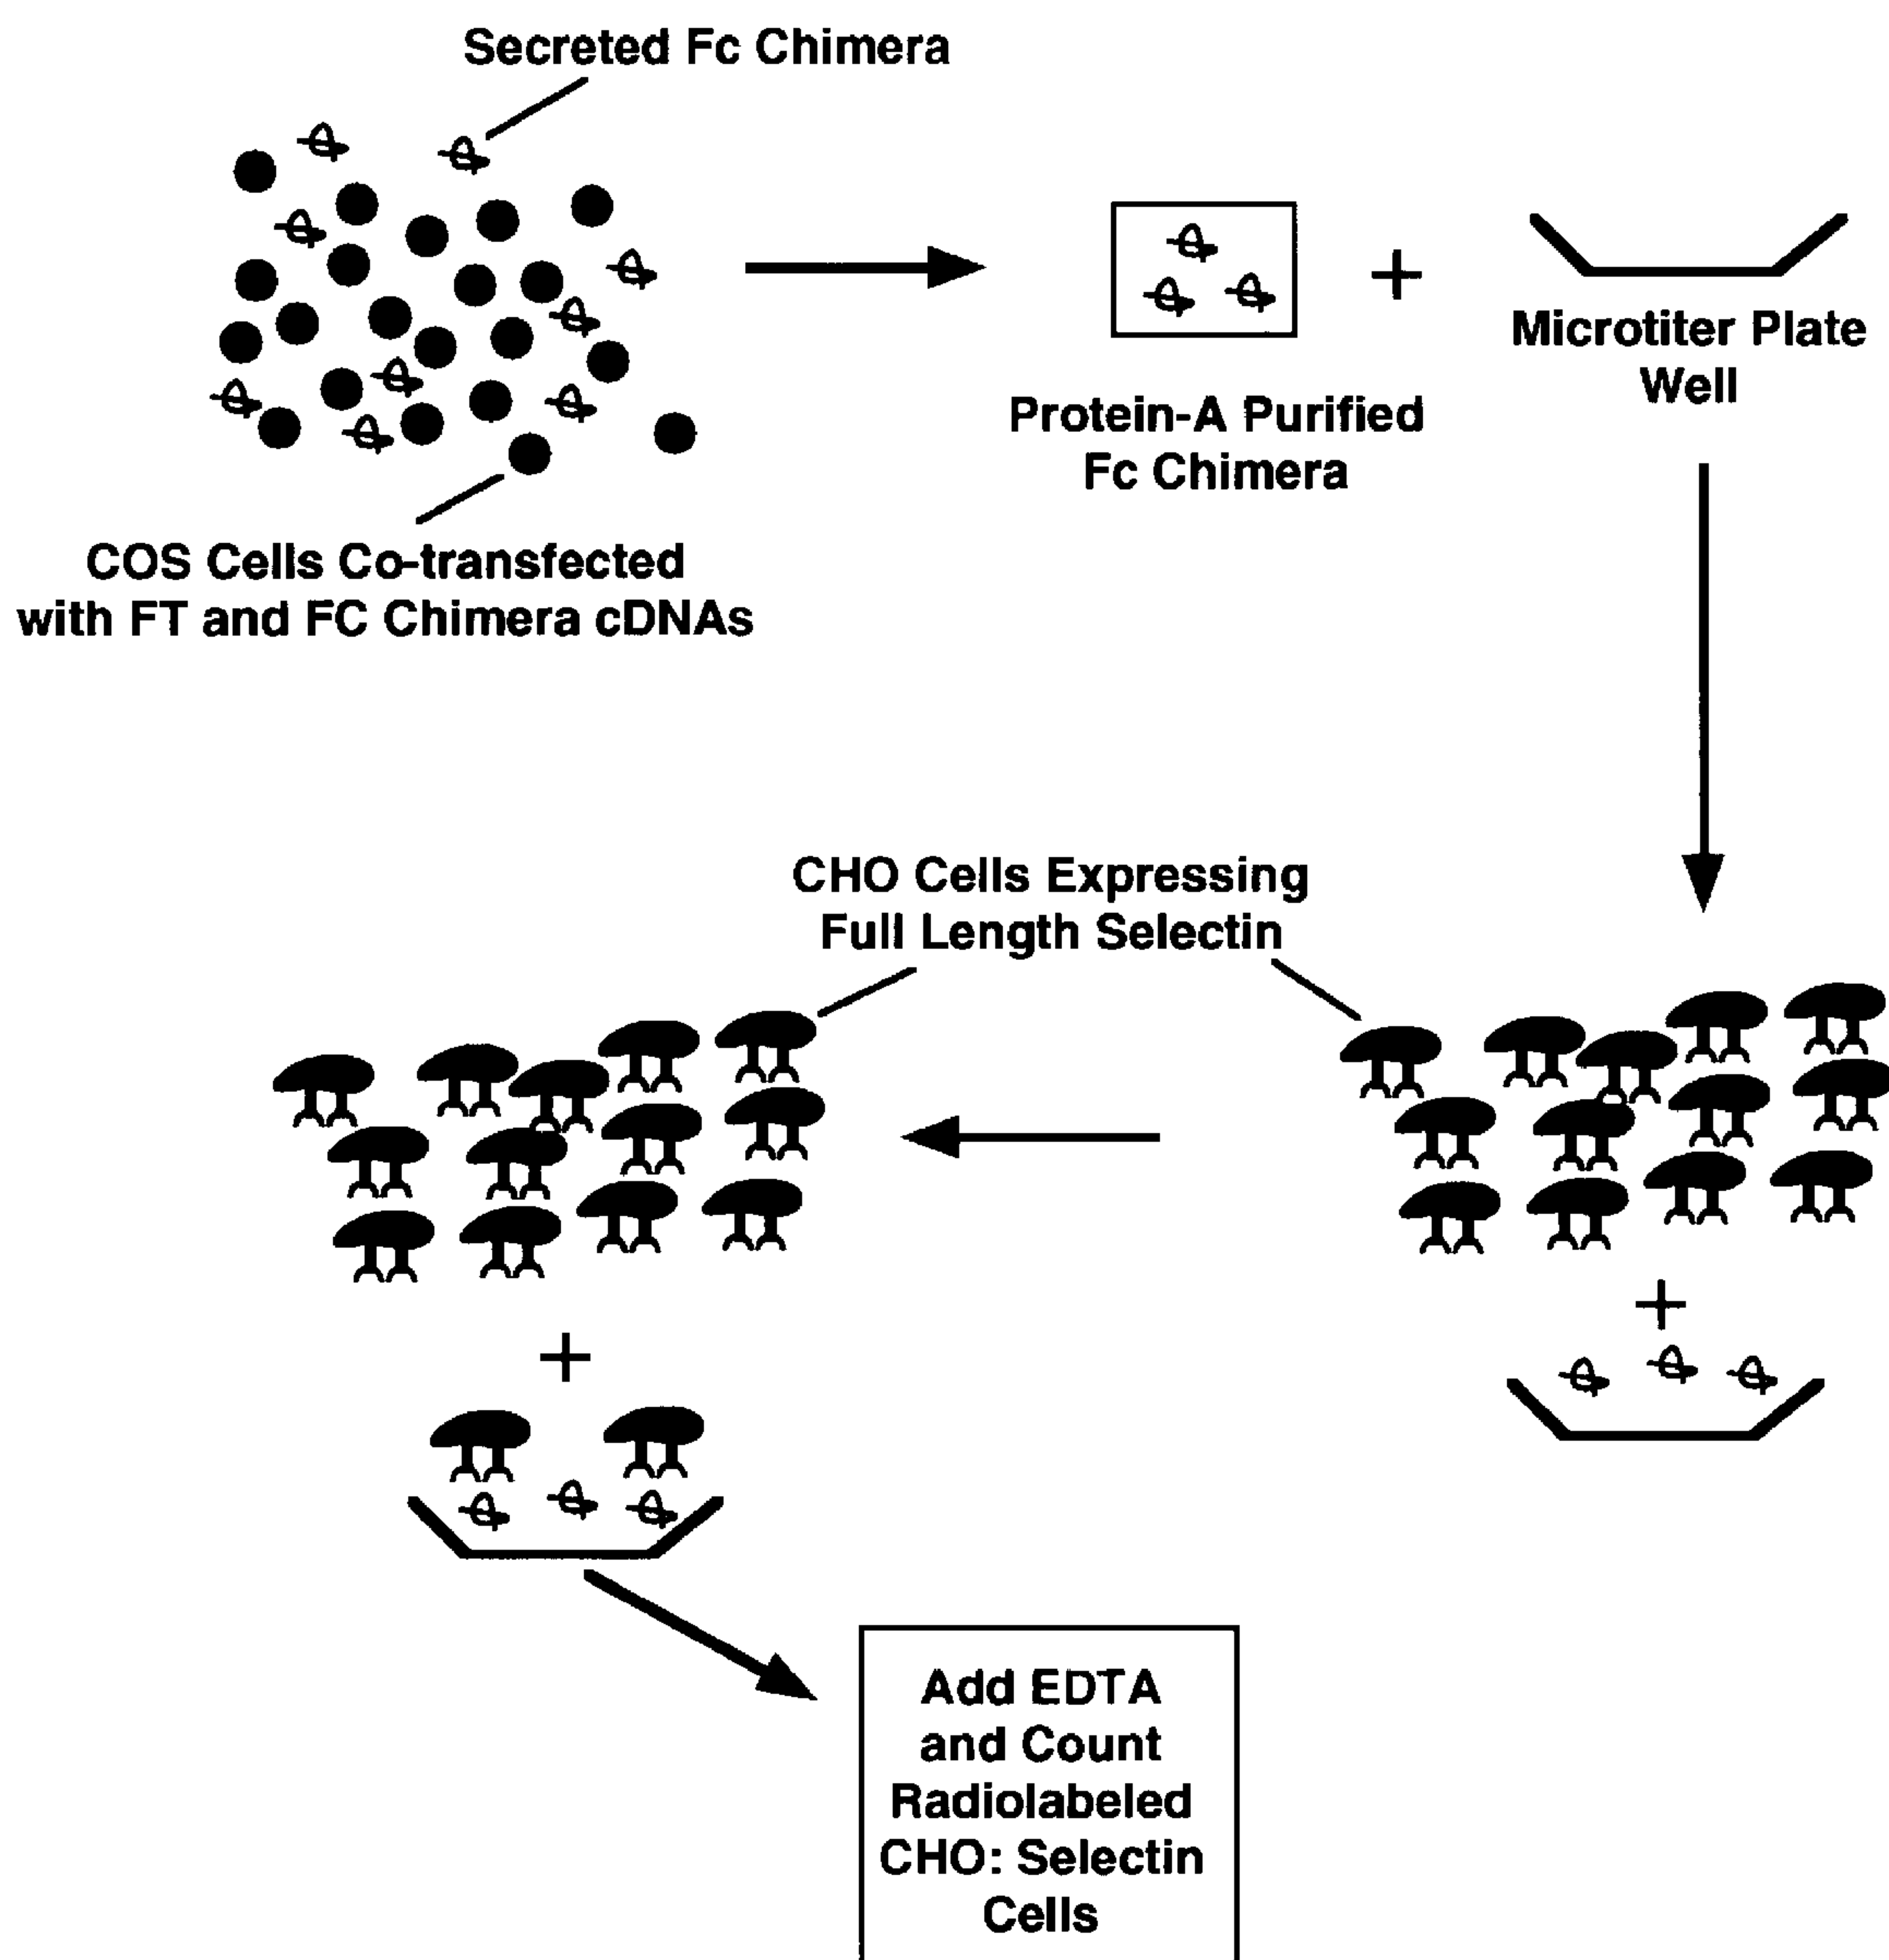 Secreted Fc Chimera
Microtiter Plate
Well
Protein-A Purified
Fc Chimera
COS Cells Co-transfected
with FT and FC Chimera cDNAs
CHO Cells Expressing
Full Length Selectin
Add EDTA
and Count
Radiolabeled
CHO: Selectin
Cells